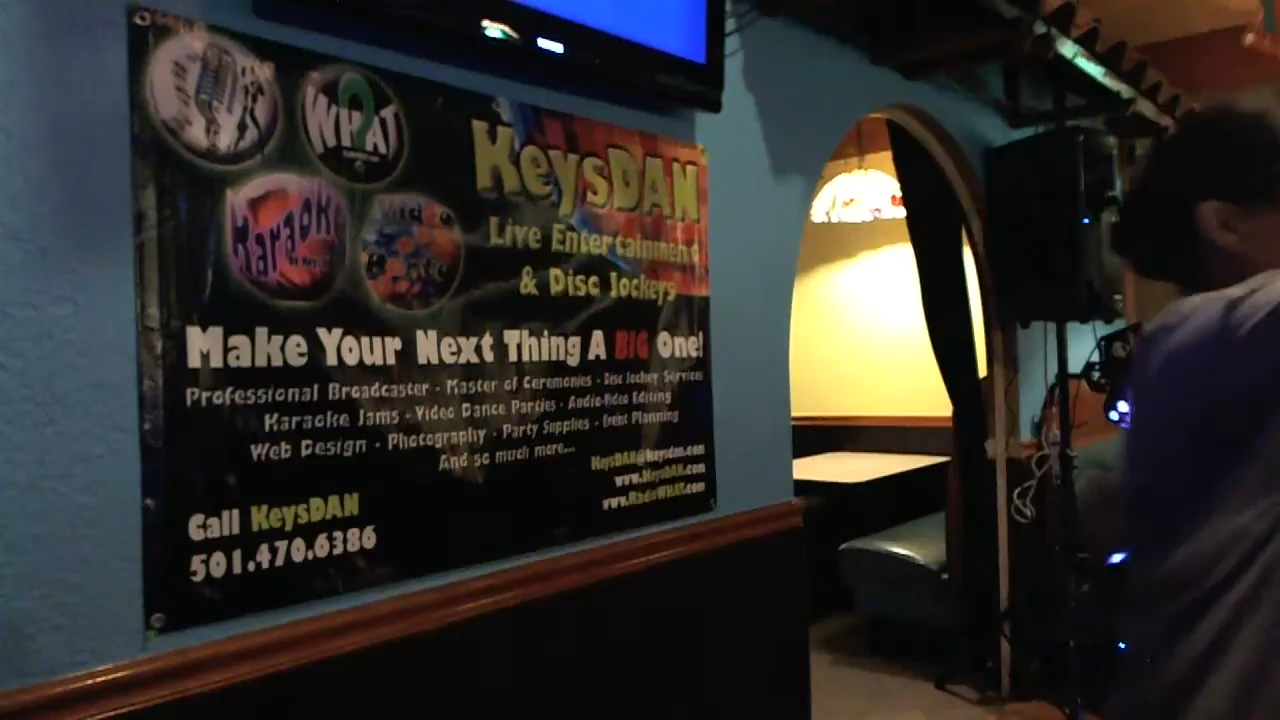 WHAT
?
Karaoke
KeysDAN
Live Entertainment
& Disc Jockeys
Make Your Next Thing A BIG One!
Professional Broadcaster - Master of Ceremonies - Disc Jockey Services
Karaoke Jams - Video Dance Parties - Audio-Video Editing
Web Design - Photography - Party Supplies - Event Planning
And so much more...
KeysDAN@keysdan.com
www.KeysDAN.com
www.RadioWHAT.com
Call KeysDAN
501.470.6386